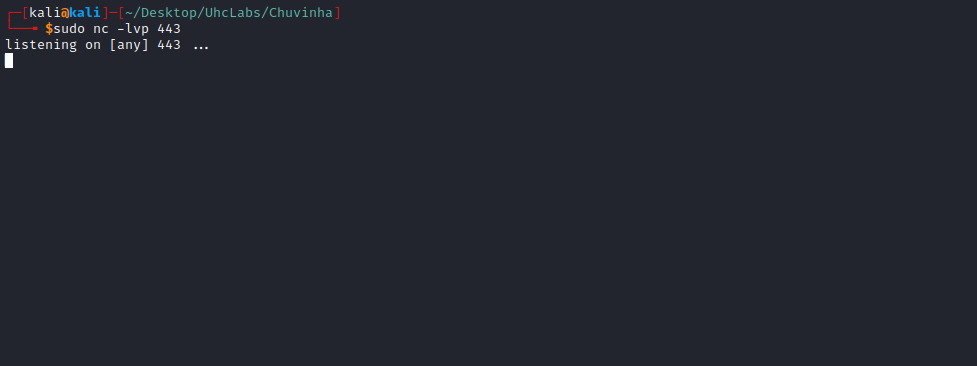 ┌─[kali@kali]─[~/Desktop/UhcLabs/Chuvinha]
└──╼ $sudo nc -lvp 443
listening on [any] 443 ...